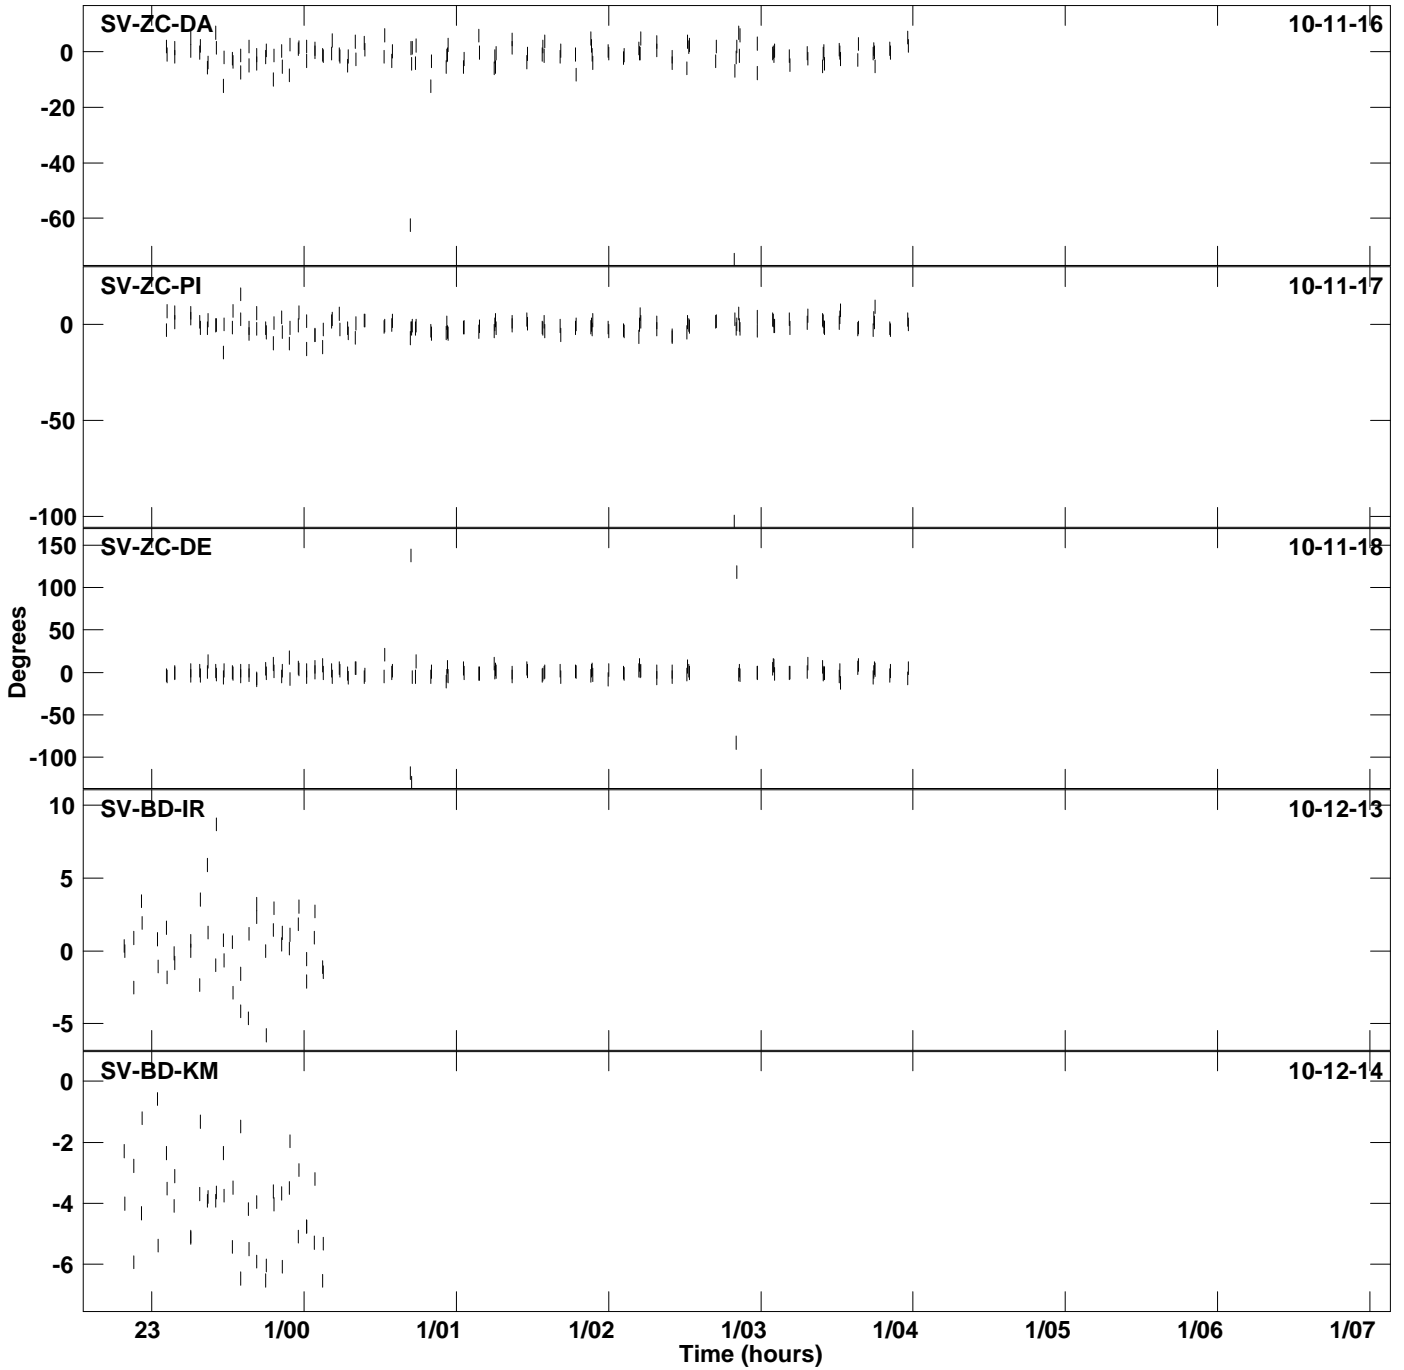 SV-ZC-DA 10-11-16
0
-20
-40
-60
SV-ZC-PI 10-11-17
0
-50
-100
SV-ZC-DE 10-11-18
150
100
50
0
-50
-100
Degrees
SV-BD-IR 10-12-13
10
5
0
-5
SV-BD-KM 10-12-14
0
-2
-4
-6
23 1/00 1/01 1/02 1/03 1/04 1/05 1/06 1/07
Time (hours)